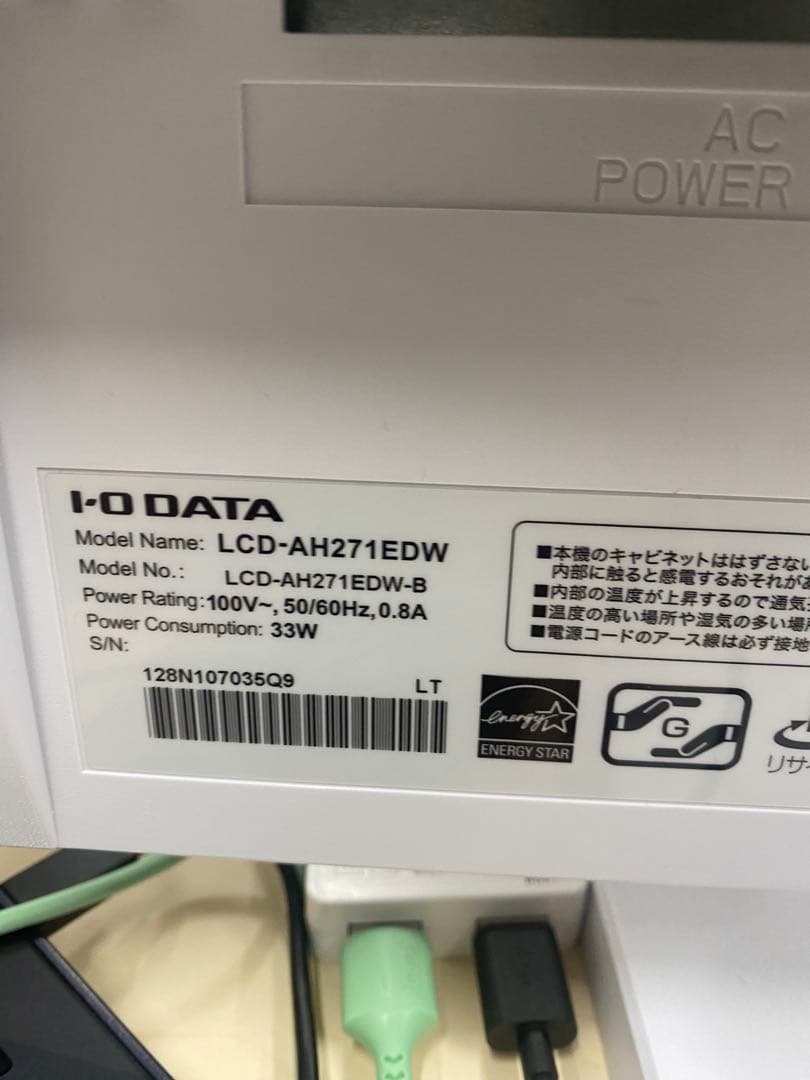 AC
POWER
I-O DATA
Model Name: LCD-AH271EDW
Model No.: LCD-AH271EDW-B
Power Rating:100V~, 50/60Hz, 0.8A
Power Consumption: 33W
S/N:
128N107035Q9 LT
■本機のキャビネットははずさない
内部に触ると感電するおそれがあ
■内部の温度が上昇するので通気
■温度の高い場所や湿気の多い場所
■電源コードのアース線は必ず接地
energy
ENERGY STAR
G
リサ